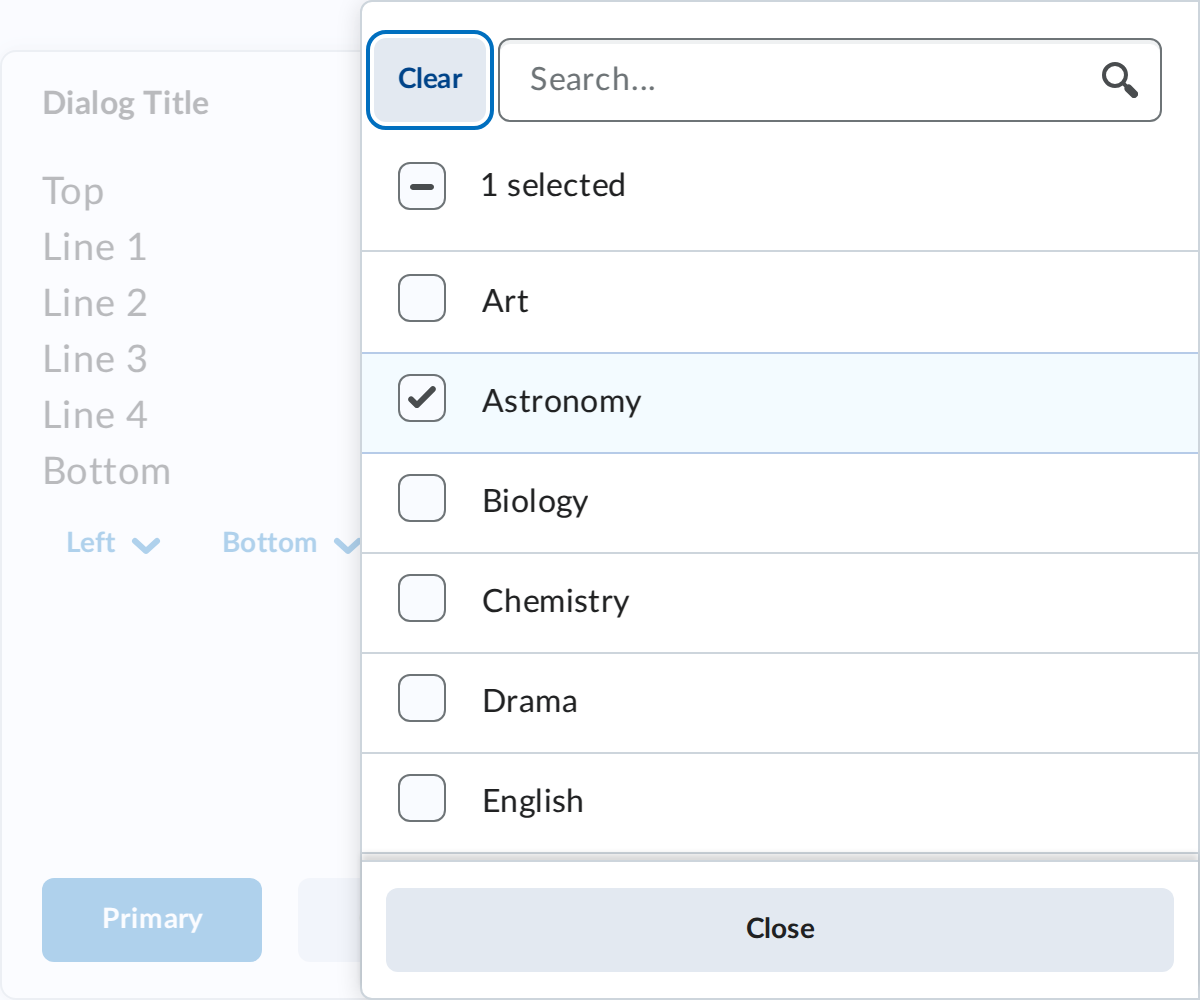 Dialog Title
Top
Line 1
Line 2
Line 3
Line 4
Bottom
Left
Bottom
Primary
Clear
Search...
1 selected
Art
Astronomy
Biology
Chemistry
Drama
English
Close